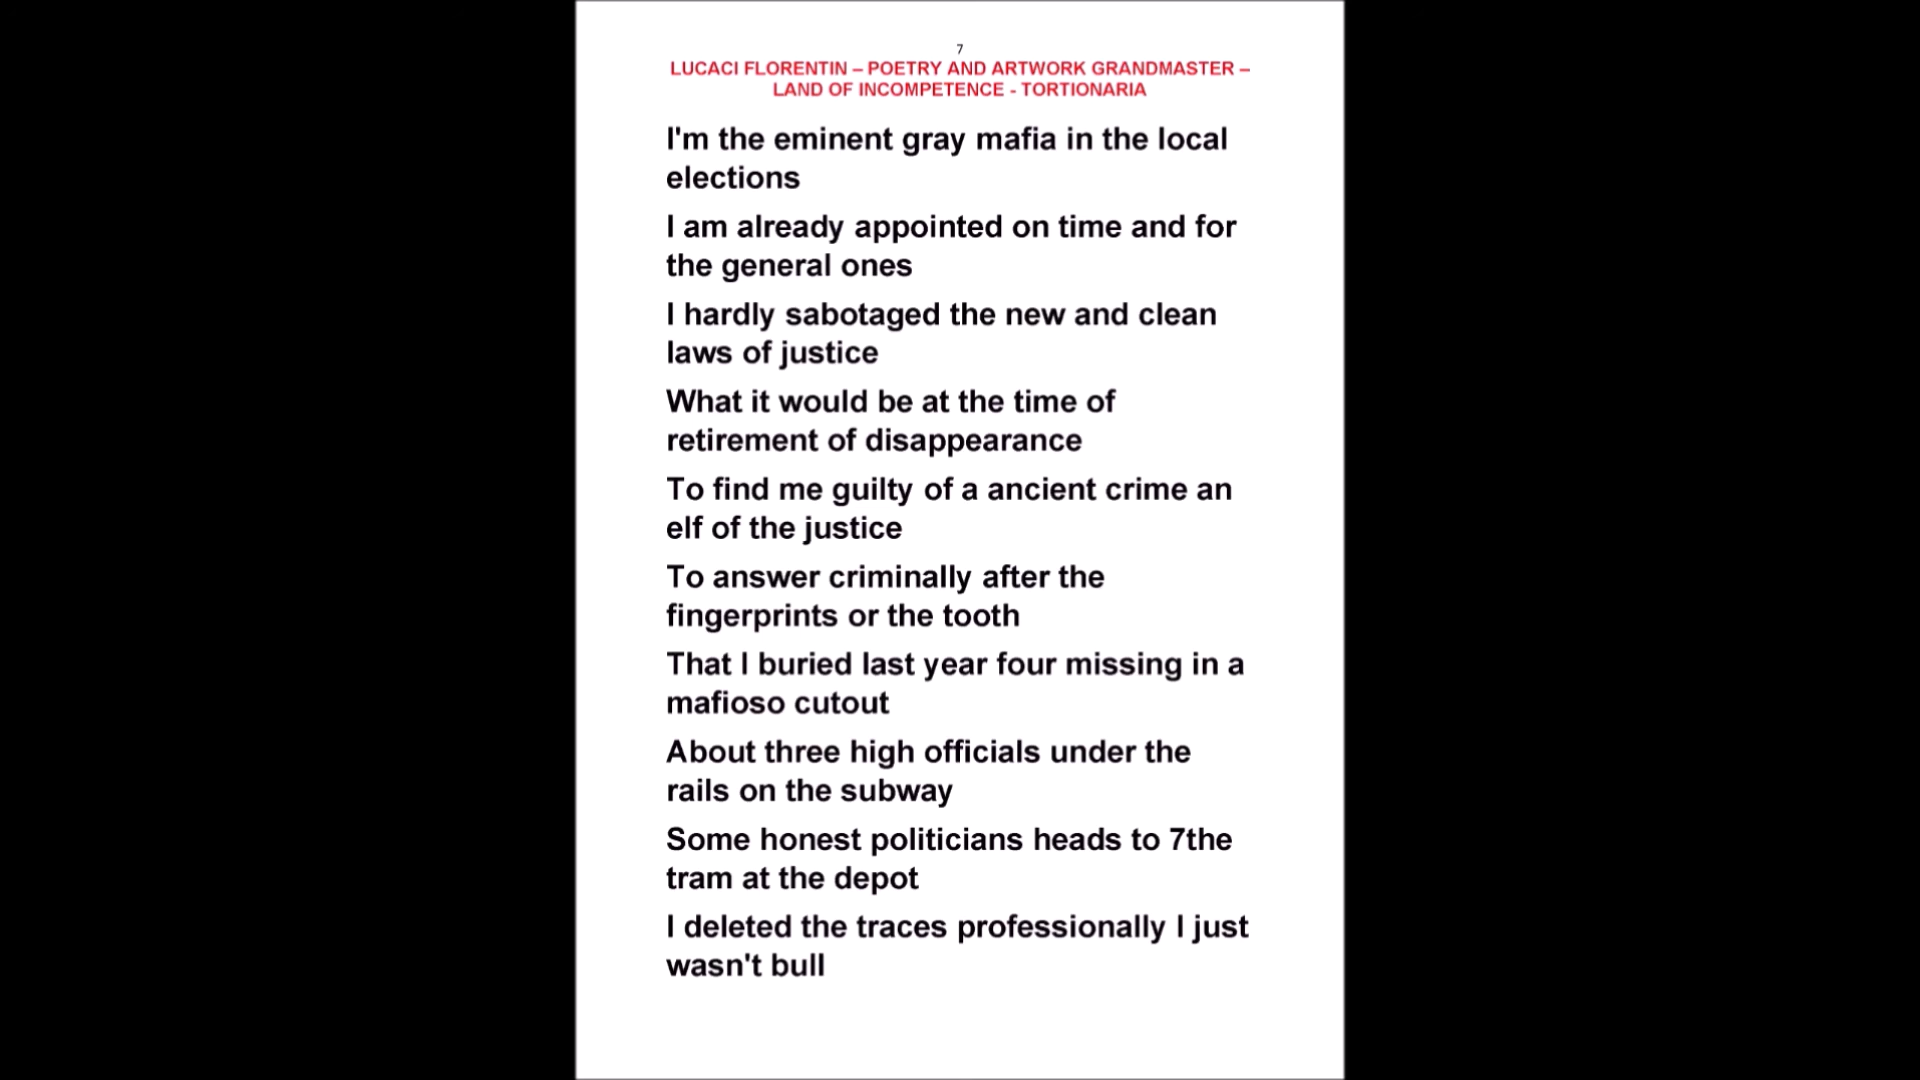 7
LUCACI FLORENTIN – POETRY AND ARTWORK GRANDMASTER –
LAND OF INCOMPETENCE - TORTIONARIA
I'm the eminent gray mafia in the local
elections
I am already appointed on time and for
the general ones
I hardly sabotaged the new and clean
laws of justice
What it would be at the time of
retirement of disappearance
To find me guilty of a ancient crime an
elf of the justice
To answer criminally after the
fingerprints or the tooth
That I buried last year four missing in a
mafioso cutout
About three high officials under the
rails on the subway
Some honest politicians heads to 7the
tram at the depot
I deleted the traces professionally I just
wasn't bull